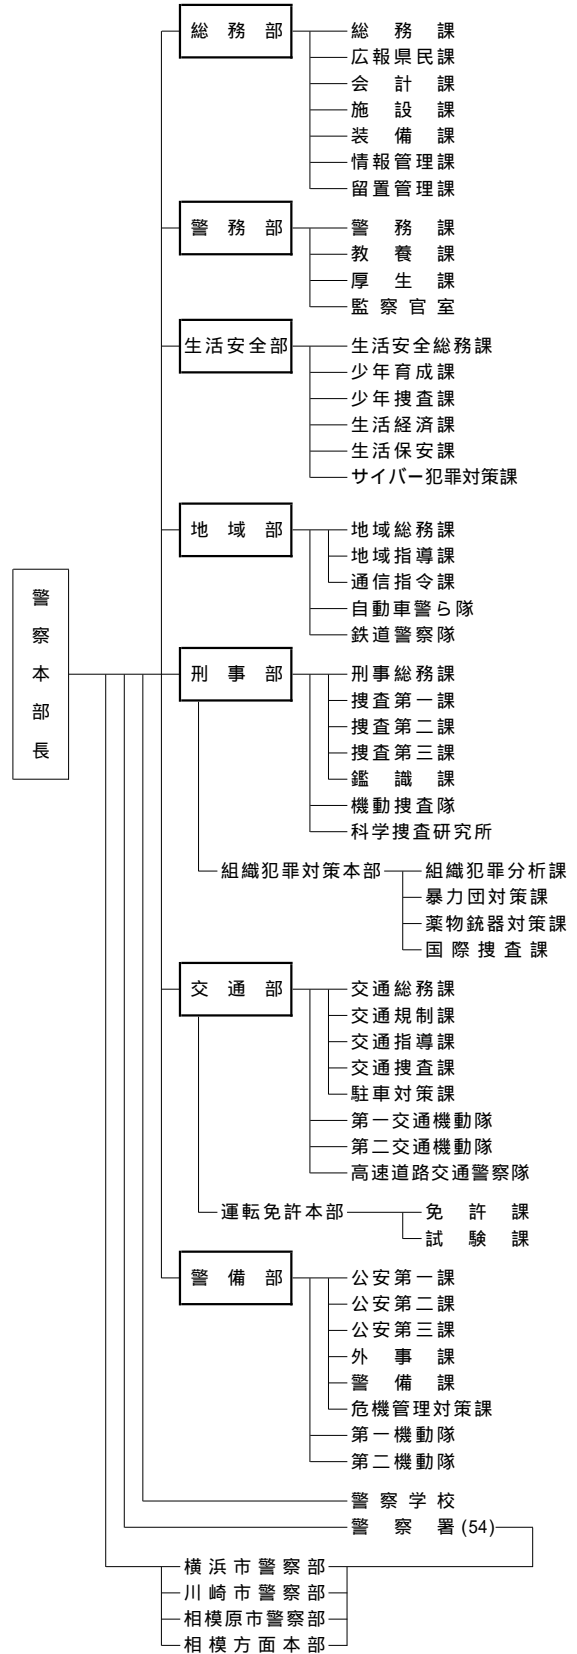 総務部 総務課
広報県民課
会計課
施設課
装備課
情報管理課
留置管理課
警務部 警務課
教養課
厚生課
監察官室
生活安全部 生活安全総務課
少年育成課
少年捜査課
生活経済課
生活保安課
サイバー犯罪対策課
地域部 地域総務課
地域指導課
通信指令課
自動車警ら隊
鉄道警察隊
警察本部長
刑事部 刑事総務課
捜査第一課
捜査第二課
捜査第三課
鑑識課
機動捜査隊
科学捜査研究所
組織犯罪対策本部 組織犯罪分析課
暴力団対策課
薬物銃器対策課
国際捜査課
交通部 交通総務課
交通規制課
交通指導課
交通捜査課
駐車対策課
第一交通機動隊
第二交通機動隊
高速道路交通警察隊
運転免許本部 免許課
試験課
警備部 公安第一課
公安第二課
公安第三課
外事課
警備課
危機管理対策課
第一機動隊
第二機動隊
警察学校
警察署(54)
横浜市警察部
川崎市警察部
相模原市警察部
相模方面本部